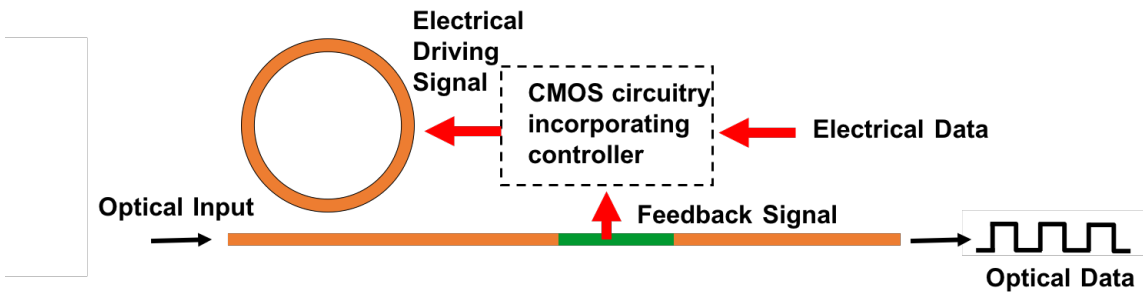 Electrical
Driving
Signal
CMOS circuitry
incorporating
controller
Electrical Data
Optical Input
Feedback Signal
Optical Data